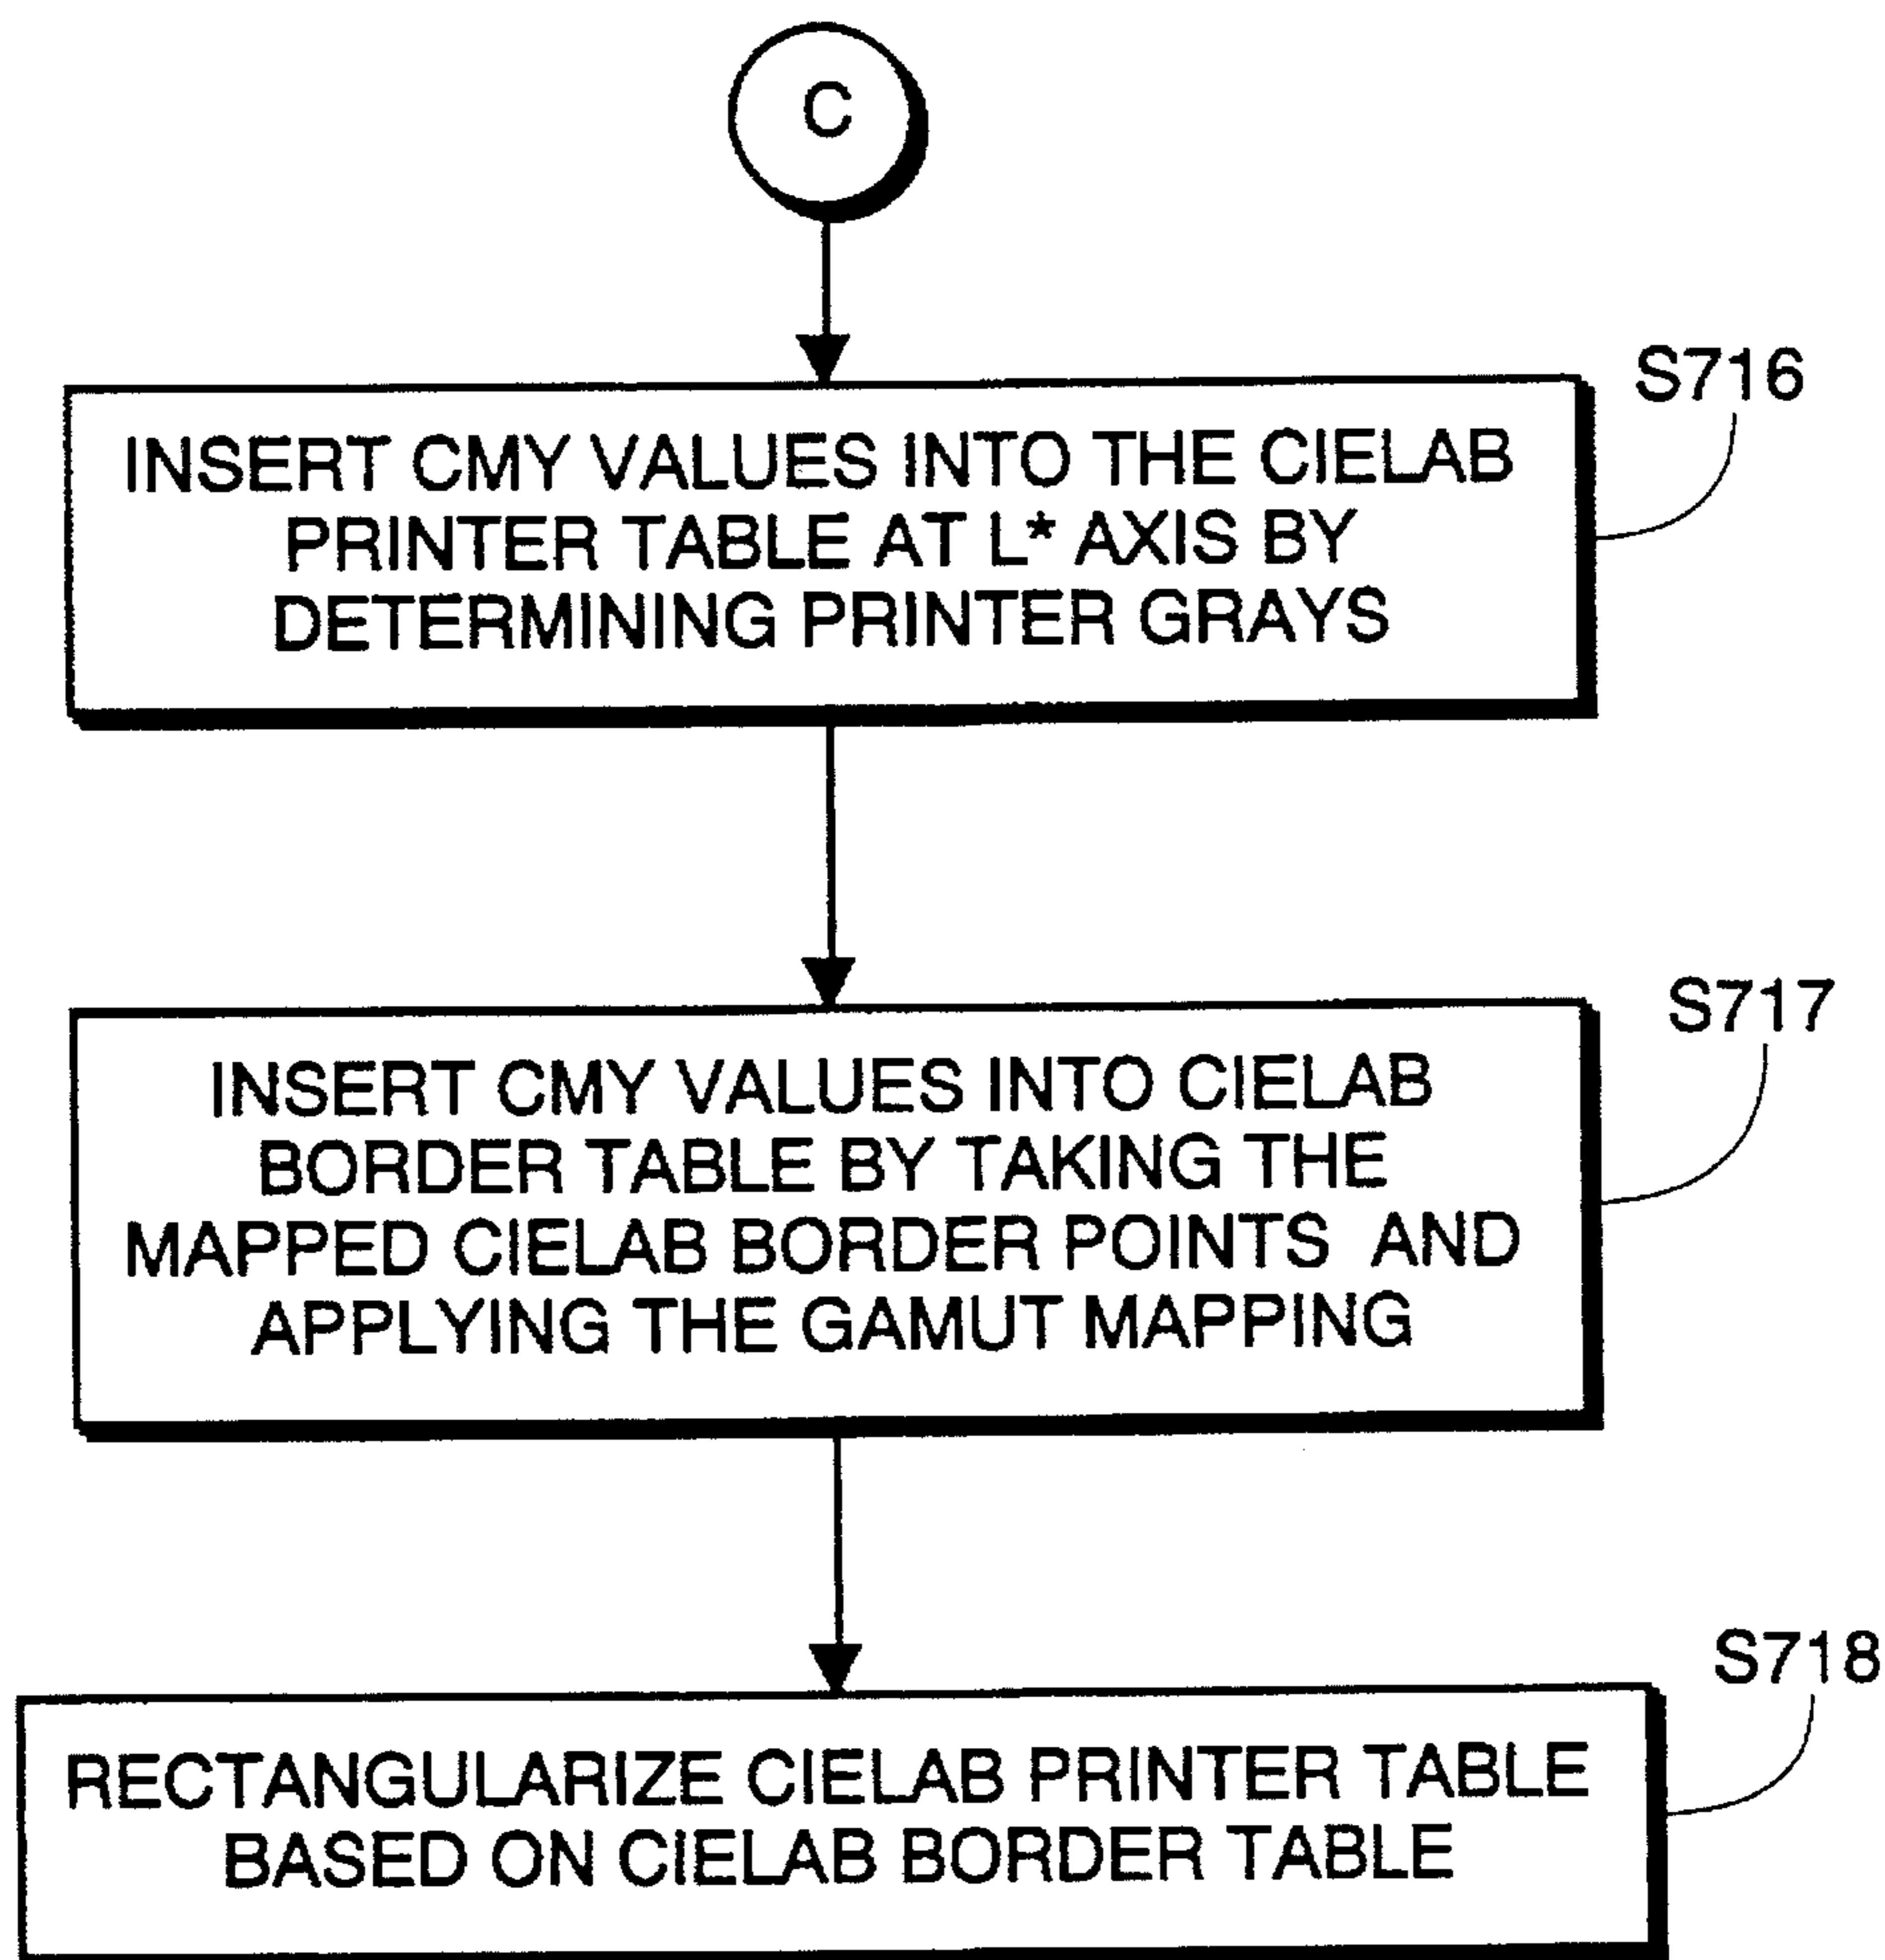 C
S716
INSERT CMY VALUES INTO THE CIELAB
PRINTER TABLE AT L* AXIS BY
DETERMINING PRINTER GRAYS
S717
INSERT CMY VALUES INTO CIELAB
BORDER TABLE BY TAKING THE
MAPPED CIELAB BORDER POINTS AND
APPLYING THE GAMUT MAPPING
S718
RECTANGULARIZE CIELAB PRINTER TABLE
BASED ON CIELAB BORDER TABLE